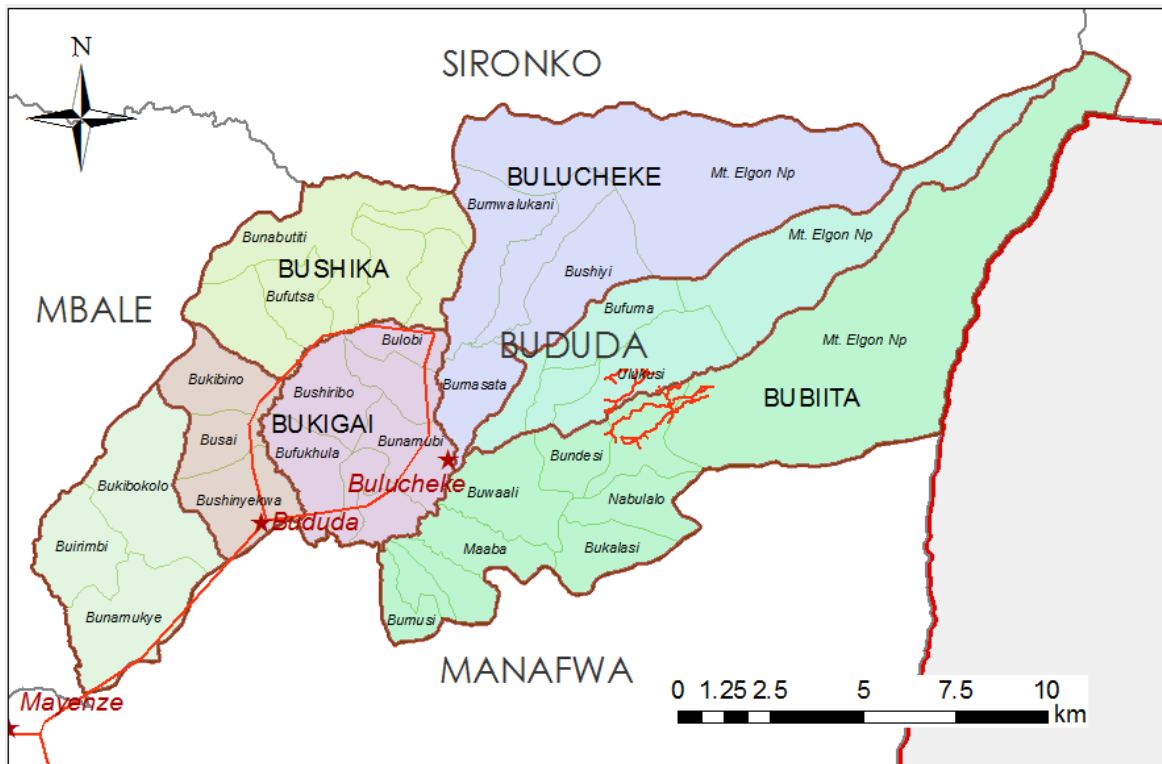 N
SIRONKO
BULUCHEKE
Mt. Elgon Np
Bumwalukani
Bunabutiti
BUSHIKA
Mt. Elgon Np
Bushiyi
Bufutsa
MBALE
Bufuma
Bulobi
BUDUDA
Mt. Elgon Np
Ulukusi
Bukibino
Bushiribo
Bumasata
BUBIITA
BUKIGAI
Busai
Bufukhula
Bunamubi
Bundesi
Bulucheke
Bukibokolo
Bushinyekwa
Buwaali
Nabulalo
Bududa
Buirimbi
Maaba
Bukalasi
Bunamukye
Bumusi
MANAFWA
Mayenze
0 1.25 2.5 5 7.5 10
km